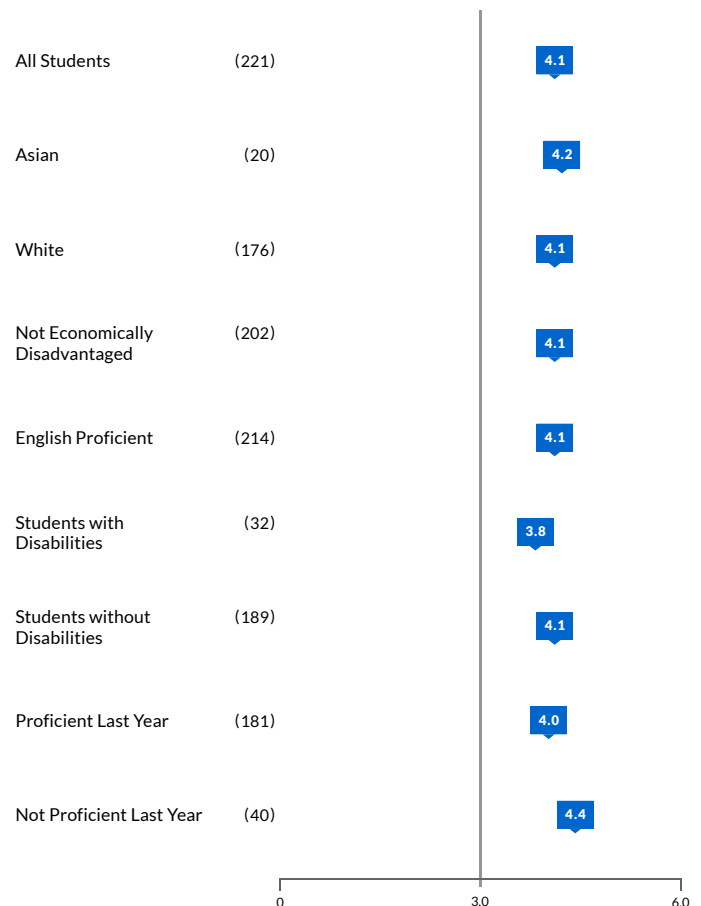 All Students (221) 4.1
Asian (20) 4.2
White (176) 4.1
Not Economically (202) 4.1
Disadvantaged
English Proficient (214) 4.1
Students with (32) 3.8
Disabilities
Students without (189) 4.1
Disabilities
Proficient Last Year (181) 4.0
Not Proficient Last Year (40) 4.4
0 3.0 6.0